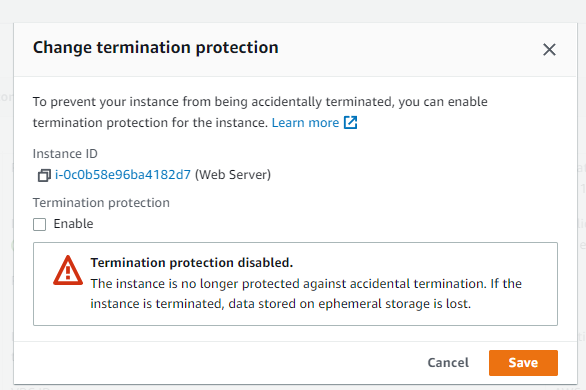 Change termination protection
To prevent your instance from being accidentally terminated, you can enable
termination protection for the instance. Learn more
Instance ID
i-0c0b58e96ba4182d7 (Web Server)
Termination protection
Enable
Termination protection disabled.
The instance is no longer protected against accidental termination. If the
instance is terminated, data stored on ephemeral storage is lost.
Cancel
Save